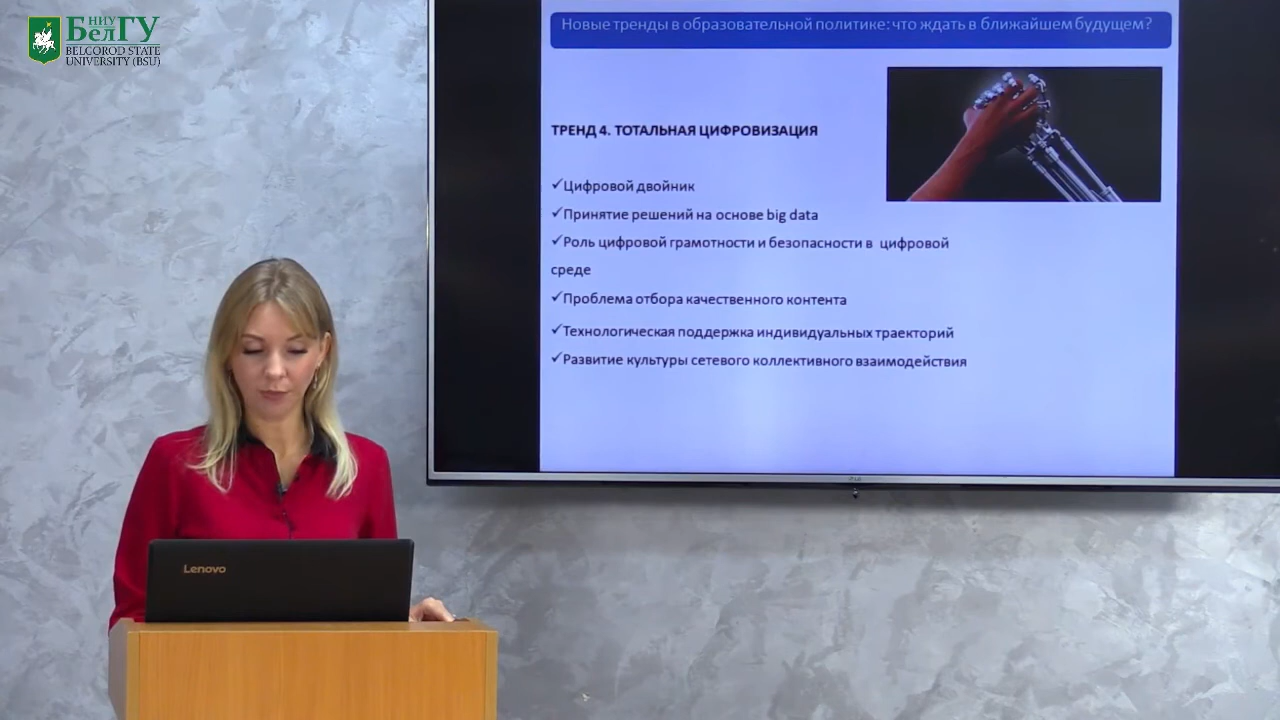 НИУ
БелГУ
BELGOROD STATE
UNIVERSITY (BSU)
Новые тренды в образовательной политике: что ждать в ближайшем будущем?
ТРЕНД 4. ТОТАЛЬНАЯ ЦИФРОВИЗАЦИЯ
✓Цифровой двойник
✓Принятие решений на основе big data
✓Роль цифровой грамотности и безопасности в цифровой
среде
✓Проблема отбора качественного контента
✓Технологическая поддержка индивидуальных траекторий
✓Развитие культуры сетевого коллективного взаимодействия
Lenovo